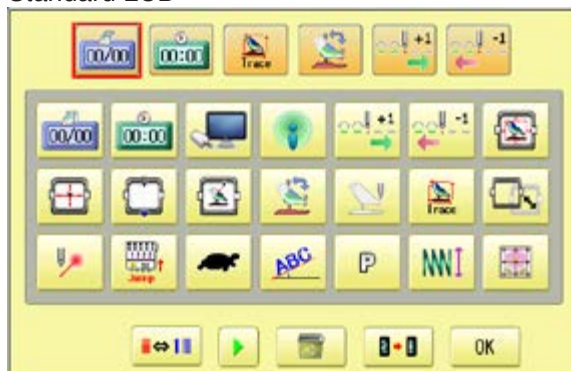 Standard LCD
00/00 00:00 Trace +1 -1
00/00 00:00 +1 -1
Trace
Jump ABC P
OK